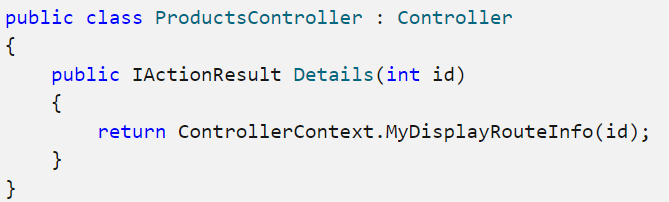 public class ProductsController : Controller
{
    public IActionResult Details(int id)
    {
        return ControllerContext.MyDisplayRouteInfo(id);
    }
}